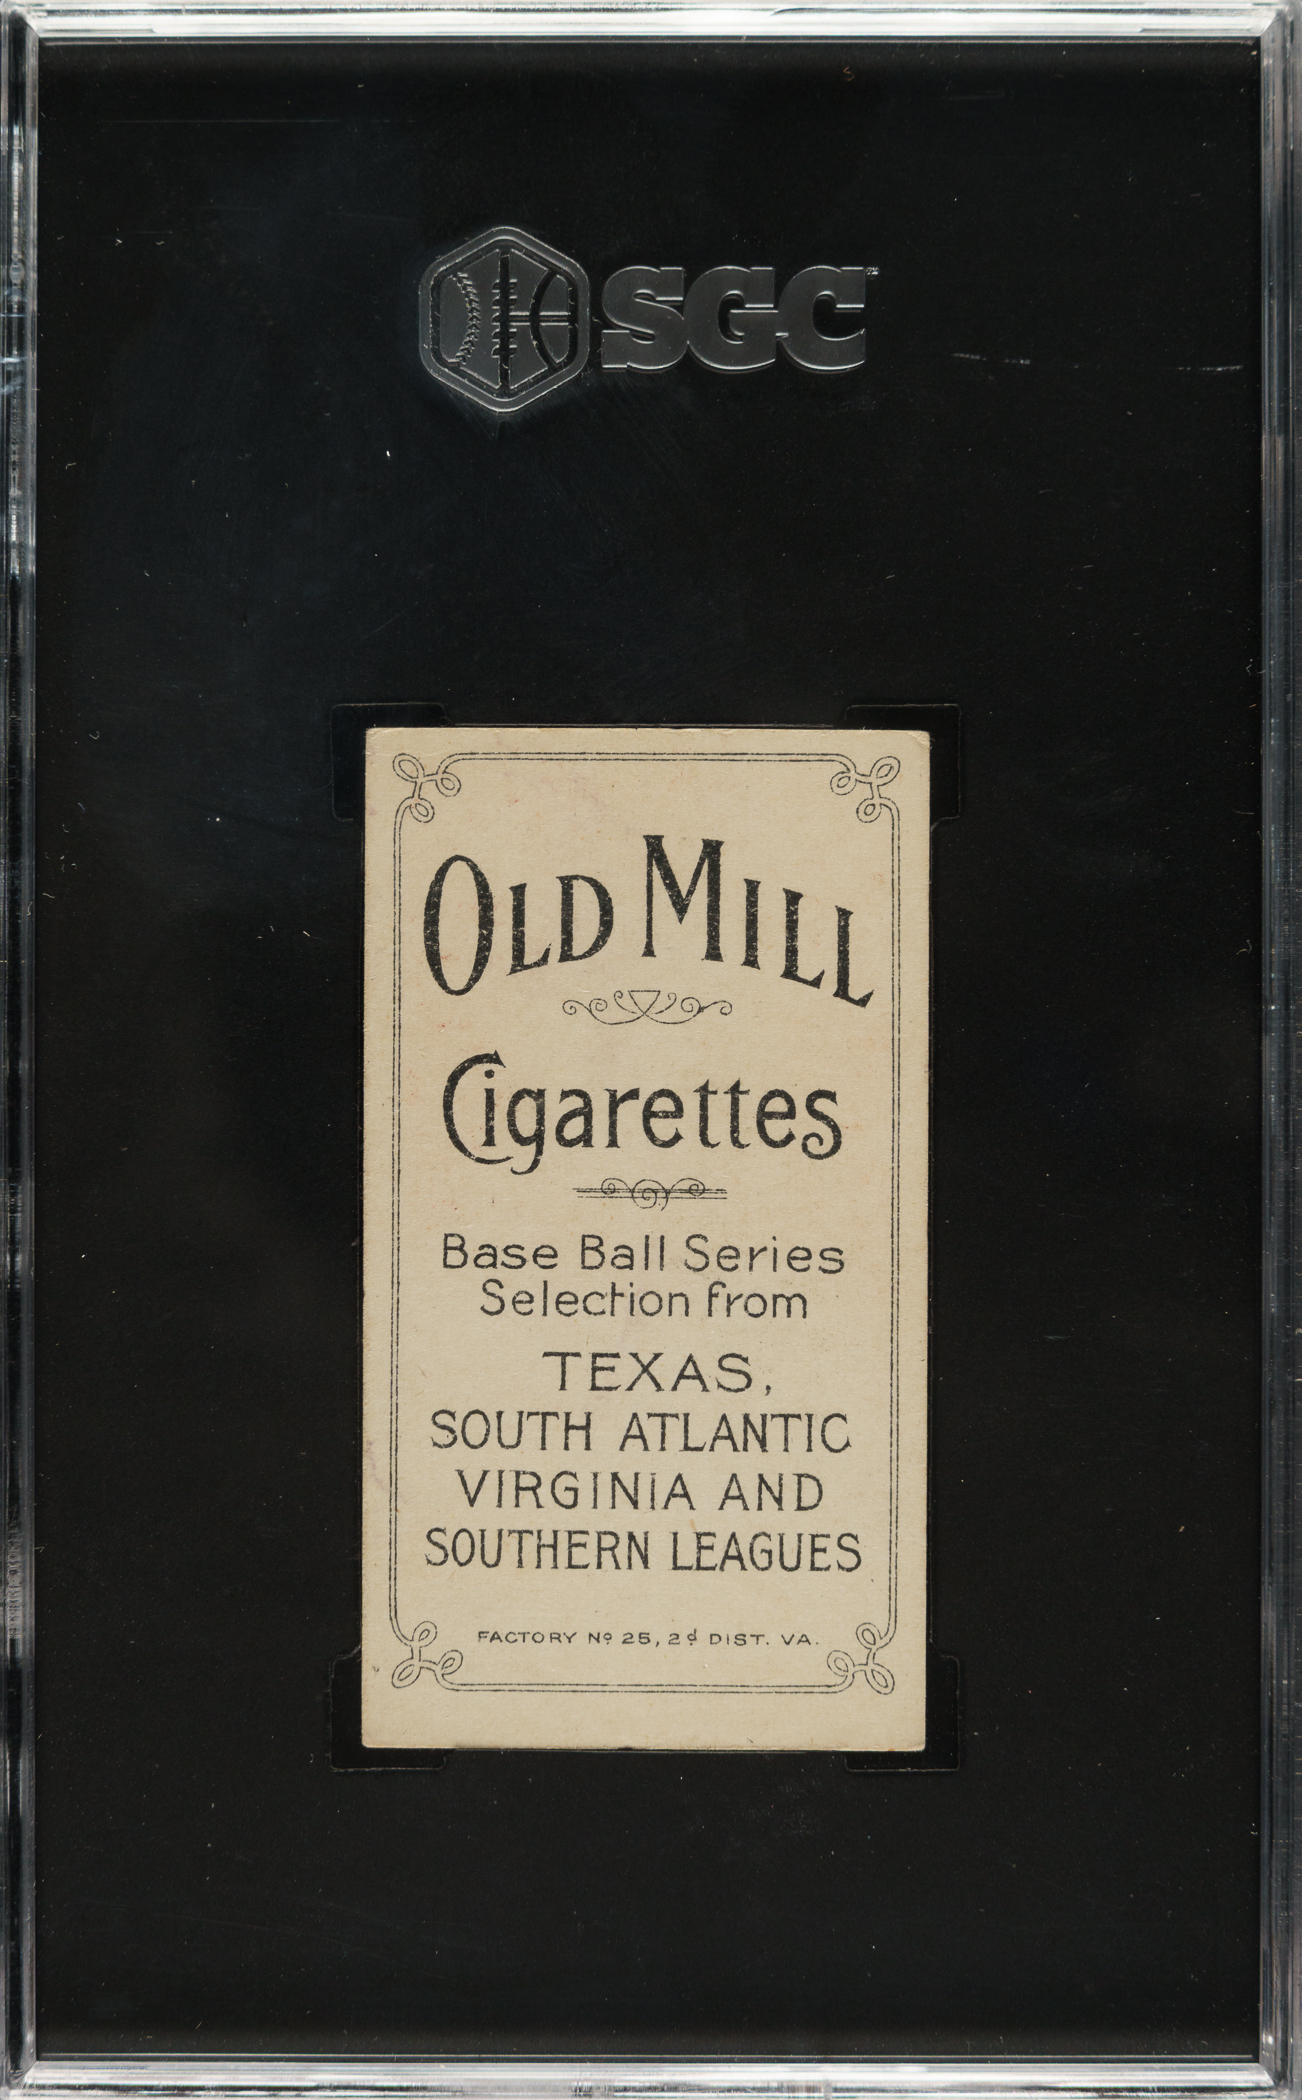 SGC™
OLD MILL
Cigarettes
Base Ball Series
Selection from
TEXAS,
SOUTH ATLANTIC
VIRGINIA AND
SOUTHERN LEAGUES
FACTORY Nº 25, 2d DIST. VA.